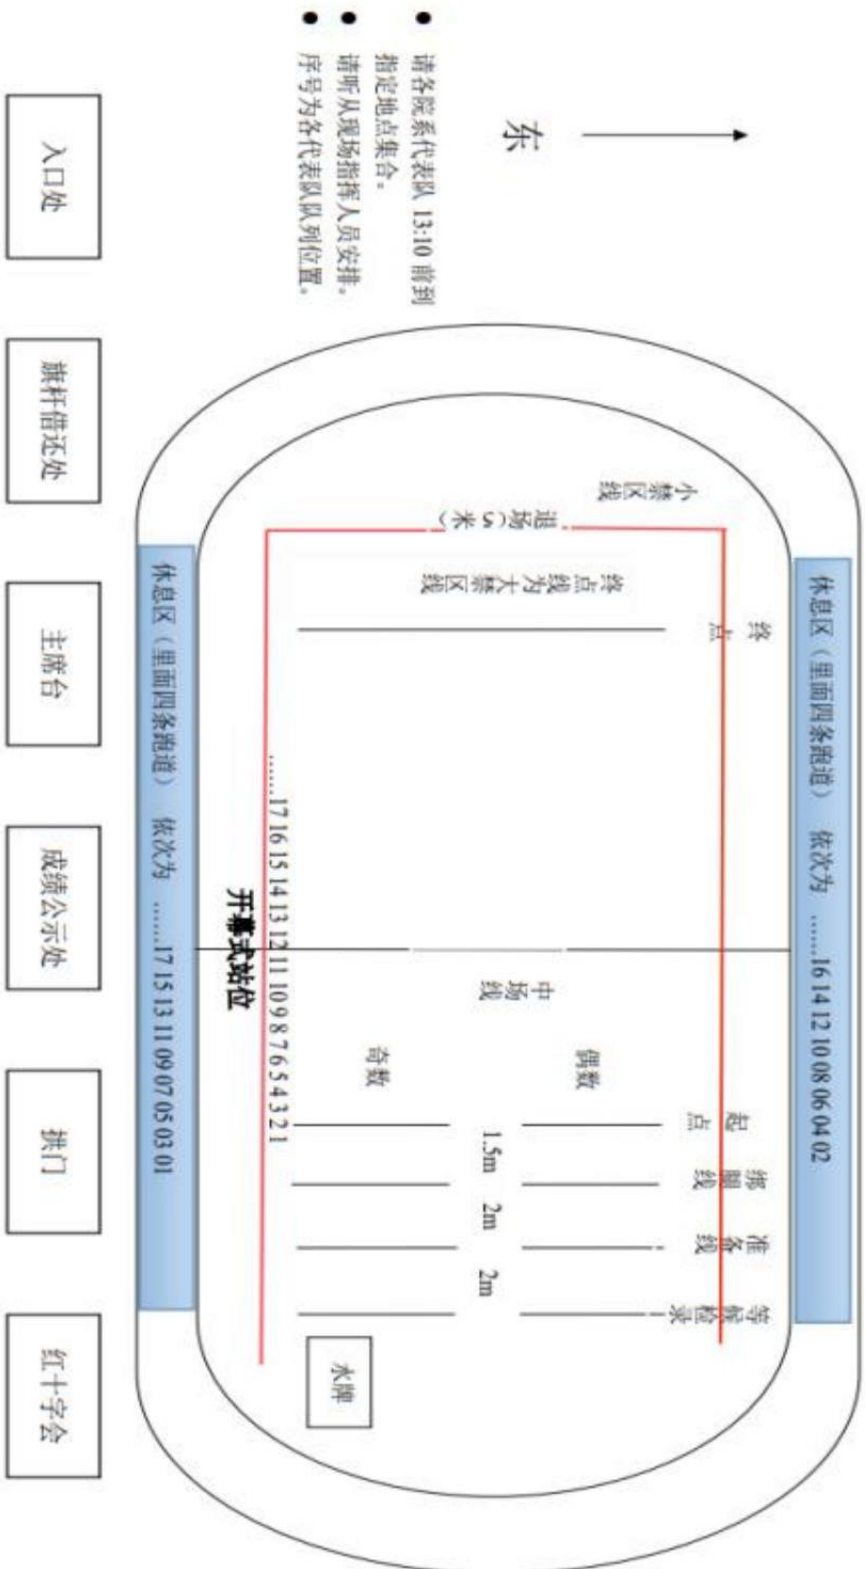 东
请各院系代表队 13:10 前到
指定地点集合。
请听从现场指挥人员安排。
序号为各代表队队列位置。
休息区（里面四条跑道） 依次为 ……16 14 12 10 08 06 04 02
小禁区线
退场(5米)
终点线为大禁区线
终点
中场线
偶数
奇数
起点
绑腿线
准备线
等候检录
1.5m
2m
2m
水牌
……17 16 15 14 13 12 11 10 9 8 7 6 5 4 3 2 1
开幕式站位
休息区（里面四条跑道） 依次为 ……17 15 13 11 09 07 05 03 01
入口处
旗杆借还处
主席台
成绩公示处
拱门
红十字会